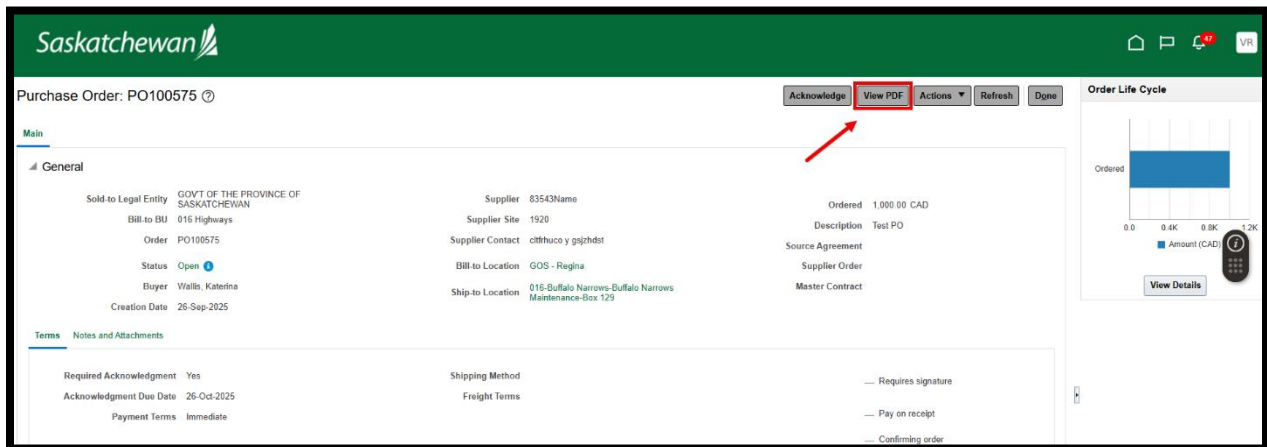 Saskatchewan
47
VR
Purchase Order: PO100575
Acknowledge View PDF Actions Refresh Done
Main
General
Sold-to Legal Entity GOV'T OF THE PROVINCE OF SASKATCHEWAN
Bill-to BU 016 Highways
Order PO100575
Status Open
Buyer Wallis, Katerina
Creation Date 26-Sep-2025
Supplier 83543Name
Supplier Site 1920
Supplier Contact cltfrhuco y gsjzhdst
Bill-to Location GOS - Regina
Ship-to Location 016-Buffalo Narrows-Buffalo Narrows
Maintenance-Box 129
Ordered 1,000.00 CAD
Description Test PO
Source Agreement
Supplier Order
Master Contract
Terms Notes and Attachments
Required Acknowledgment Yes
Acknowledgment Due Date 26-Oct-2025
Payment Terms Immediate
Shipping Method
Freight Terms
Requires signature
Pay on receipt
Confirming order
Order Life Cycle
Ordered
0.0 0.4K 0.8K 1.2K
Amount (CAD)
View Details